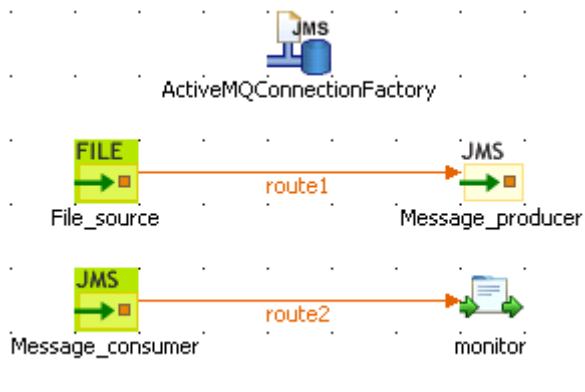 JMS
ActiveMQConnectionFactory
FILE
JMS
route1
File_source
Message_producer
JMS
route2
Message_consumer
monitor